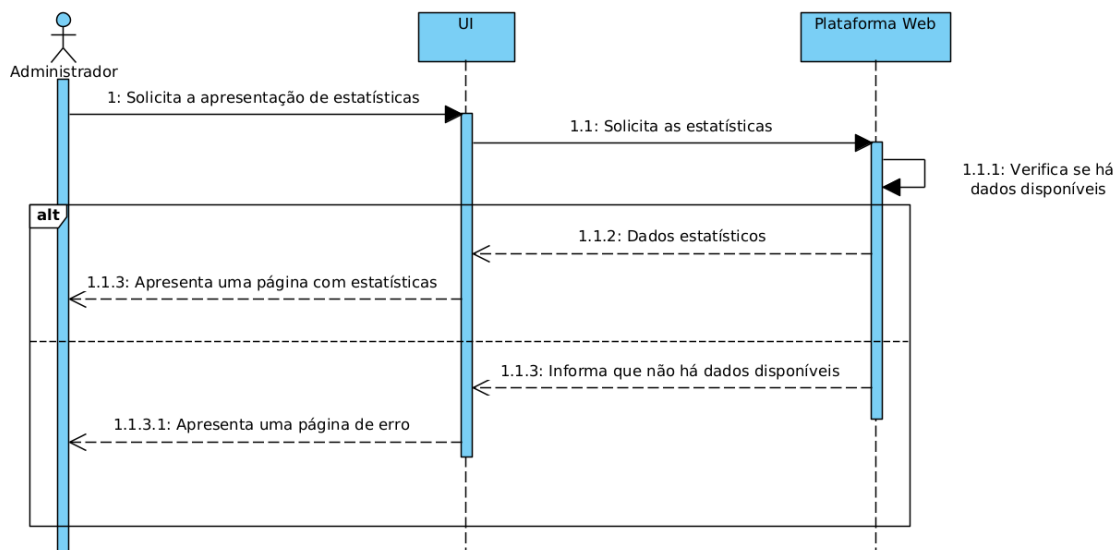 UI
Plataforma Web
Administrador
1: Solicita a apresentação de estatísticas
1.1: Solicita as estatísticas
1.1.1: Verifica se há
dados disponíveis
alt
1.1.2: Dados estatísticos
1.1.3: Apresenta uma página com estatísticas
1.1.3: Informa que não há dados disponíveis
1.1.3.1: Apresenta uma página de erro